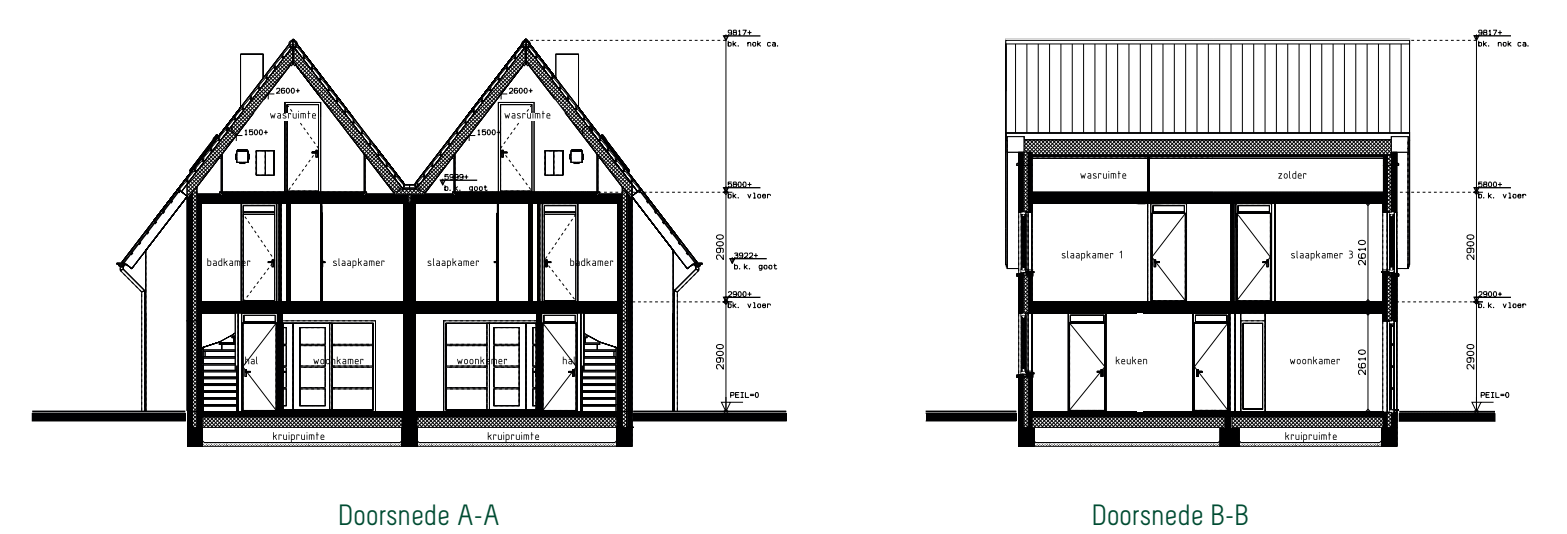 9817+
bk. nok ca.
2600+
2600+
wasruimte
wasruimte
1500+
1500+
5999+
b.k. goot
5800+
bk. vloer
2900
badkamer
slaapkamer
slaapkamer
badkamer
3922+
b.k. goot
2900+
bk. vloer
2900
hal
woonkamer
woonkamer
hal
PEIL=0
kruipruimte
kruipruimte
Doorsnede A-A
9817+
bk. nok ca.
wasruimte
zolder
5800+
b.k. vloer
slaapkamer 1
slaapkamer 3
2610
2900
2900+
b.k. vloer
keuken
woonkamer
2610
2900
PEIL=0
kruipruimte
Doorsnede B-B